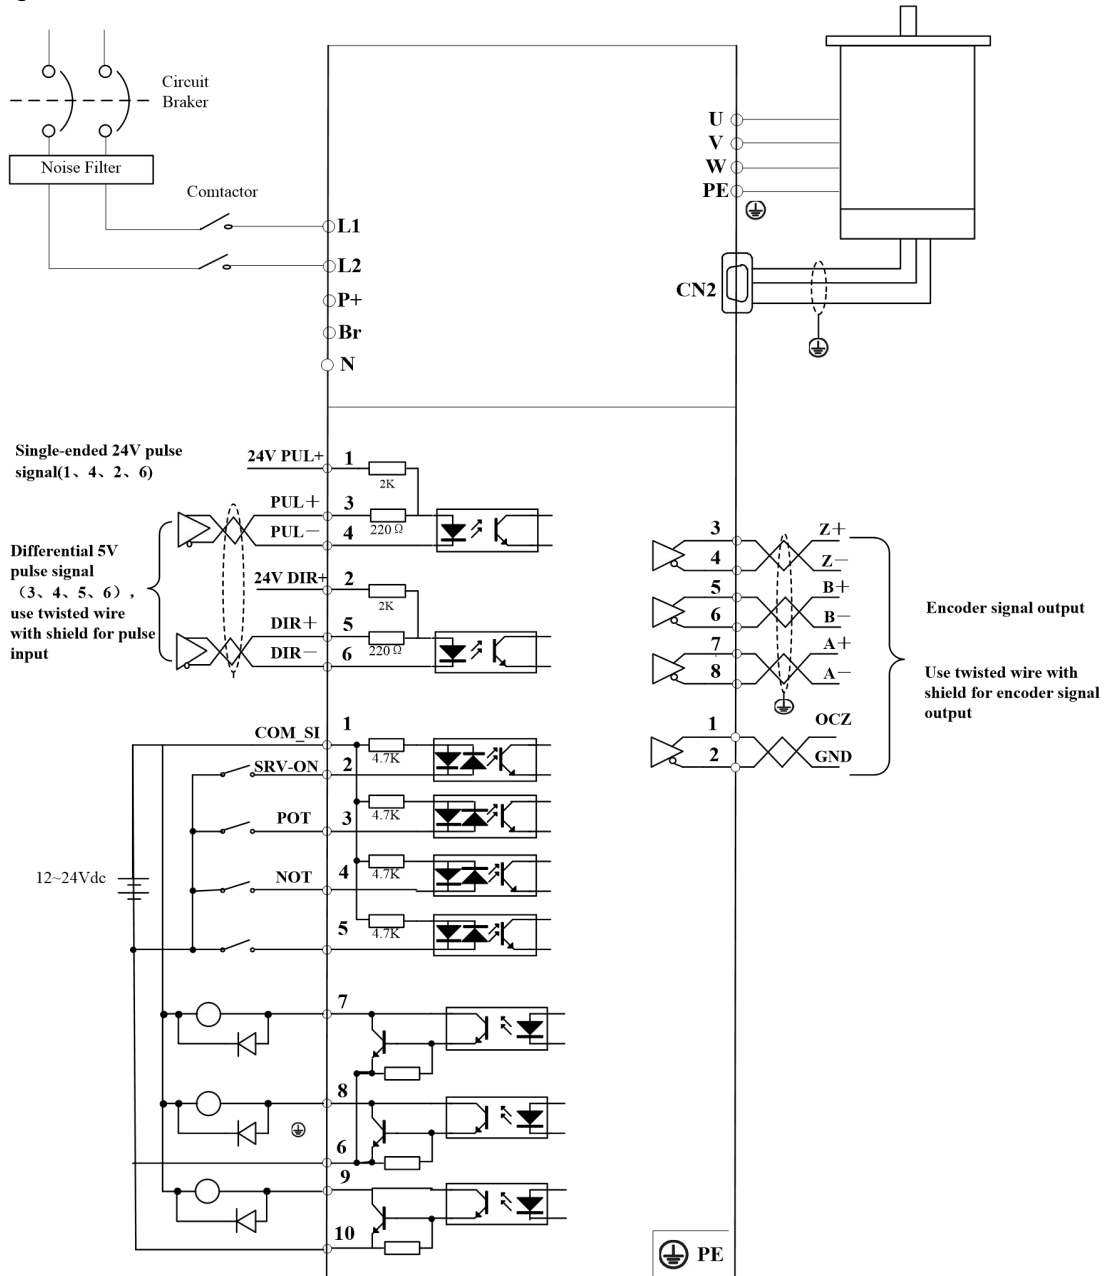 Circuit
Braker
Noise Filter
Comtactor
L1
L2
P+
Br
N
U
V
W
PE
CN2
Single-ended 24V pulse
signal(1、4、2、6)
24V PUL+
1
2K
PUL+
3
220Ω
PUL-
4
Differential 5V
pulse signal
（3、4、5、6），
use twisted wire
with shield for pulse
input
24V DIR+
2
2K
DIR+
5
220Ω
DIR-
6
3
Z+
4
Z-
5
B+
6
B-
7
A+
8
A-
1
OCZ
2
GND
Encoder signal output
Use twisted wire with
shield for encoder signal
output
COM_SI
1
4.7K
SRV-ON
2
4.7K
POT
3
4.7K
NOT
4
4.7K
5
12~24Vdc
7
8
6
9
10
PE